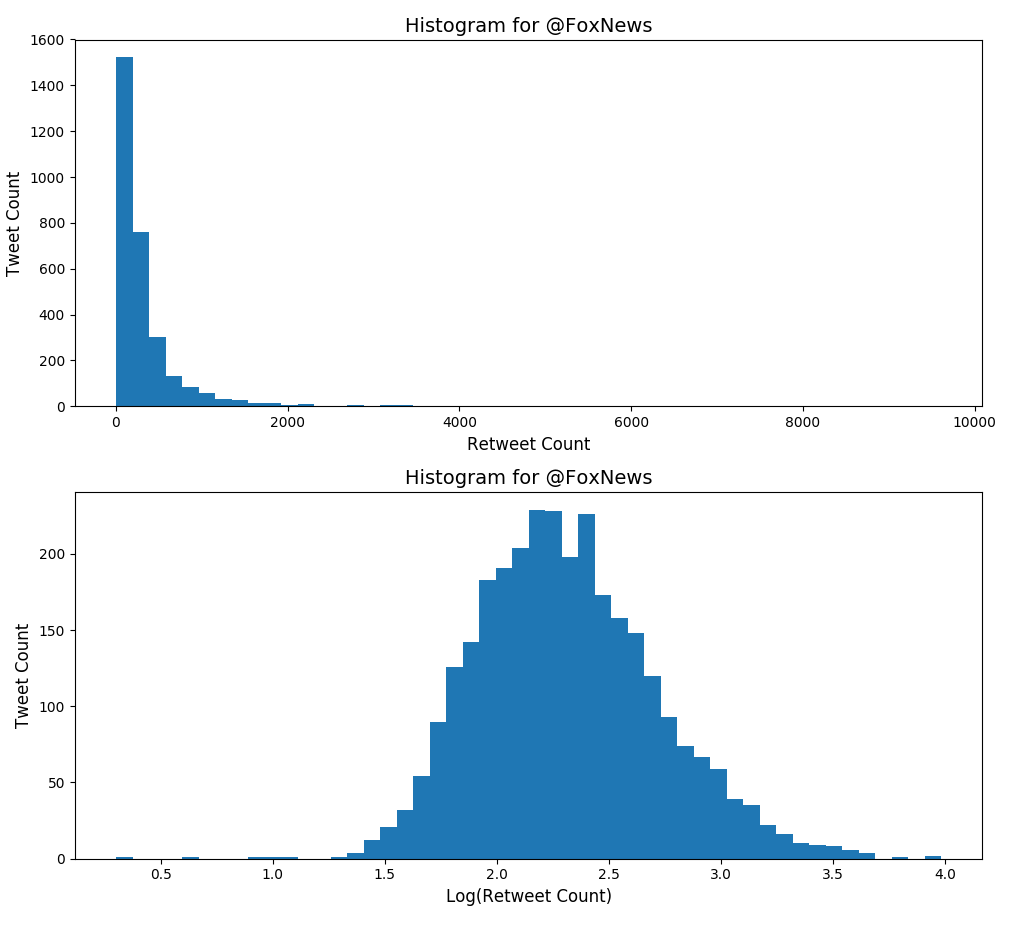 Histogram for @FoxNews
1600
1400
1200
1000
800
600
400
200
0
Tweet Count
0 2000 4000 6000 8000 10000
Retweet Count
Histogram for @FoxNews
200
150
100
50
0
Tweet Count
0.5 1.0 1.5 2.0 2.5 3.0 3.5 4.0
Log(Retweet Count)